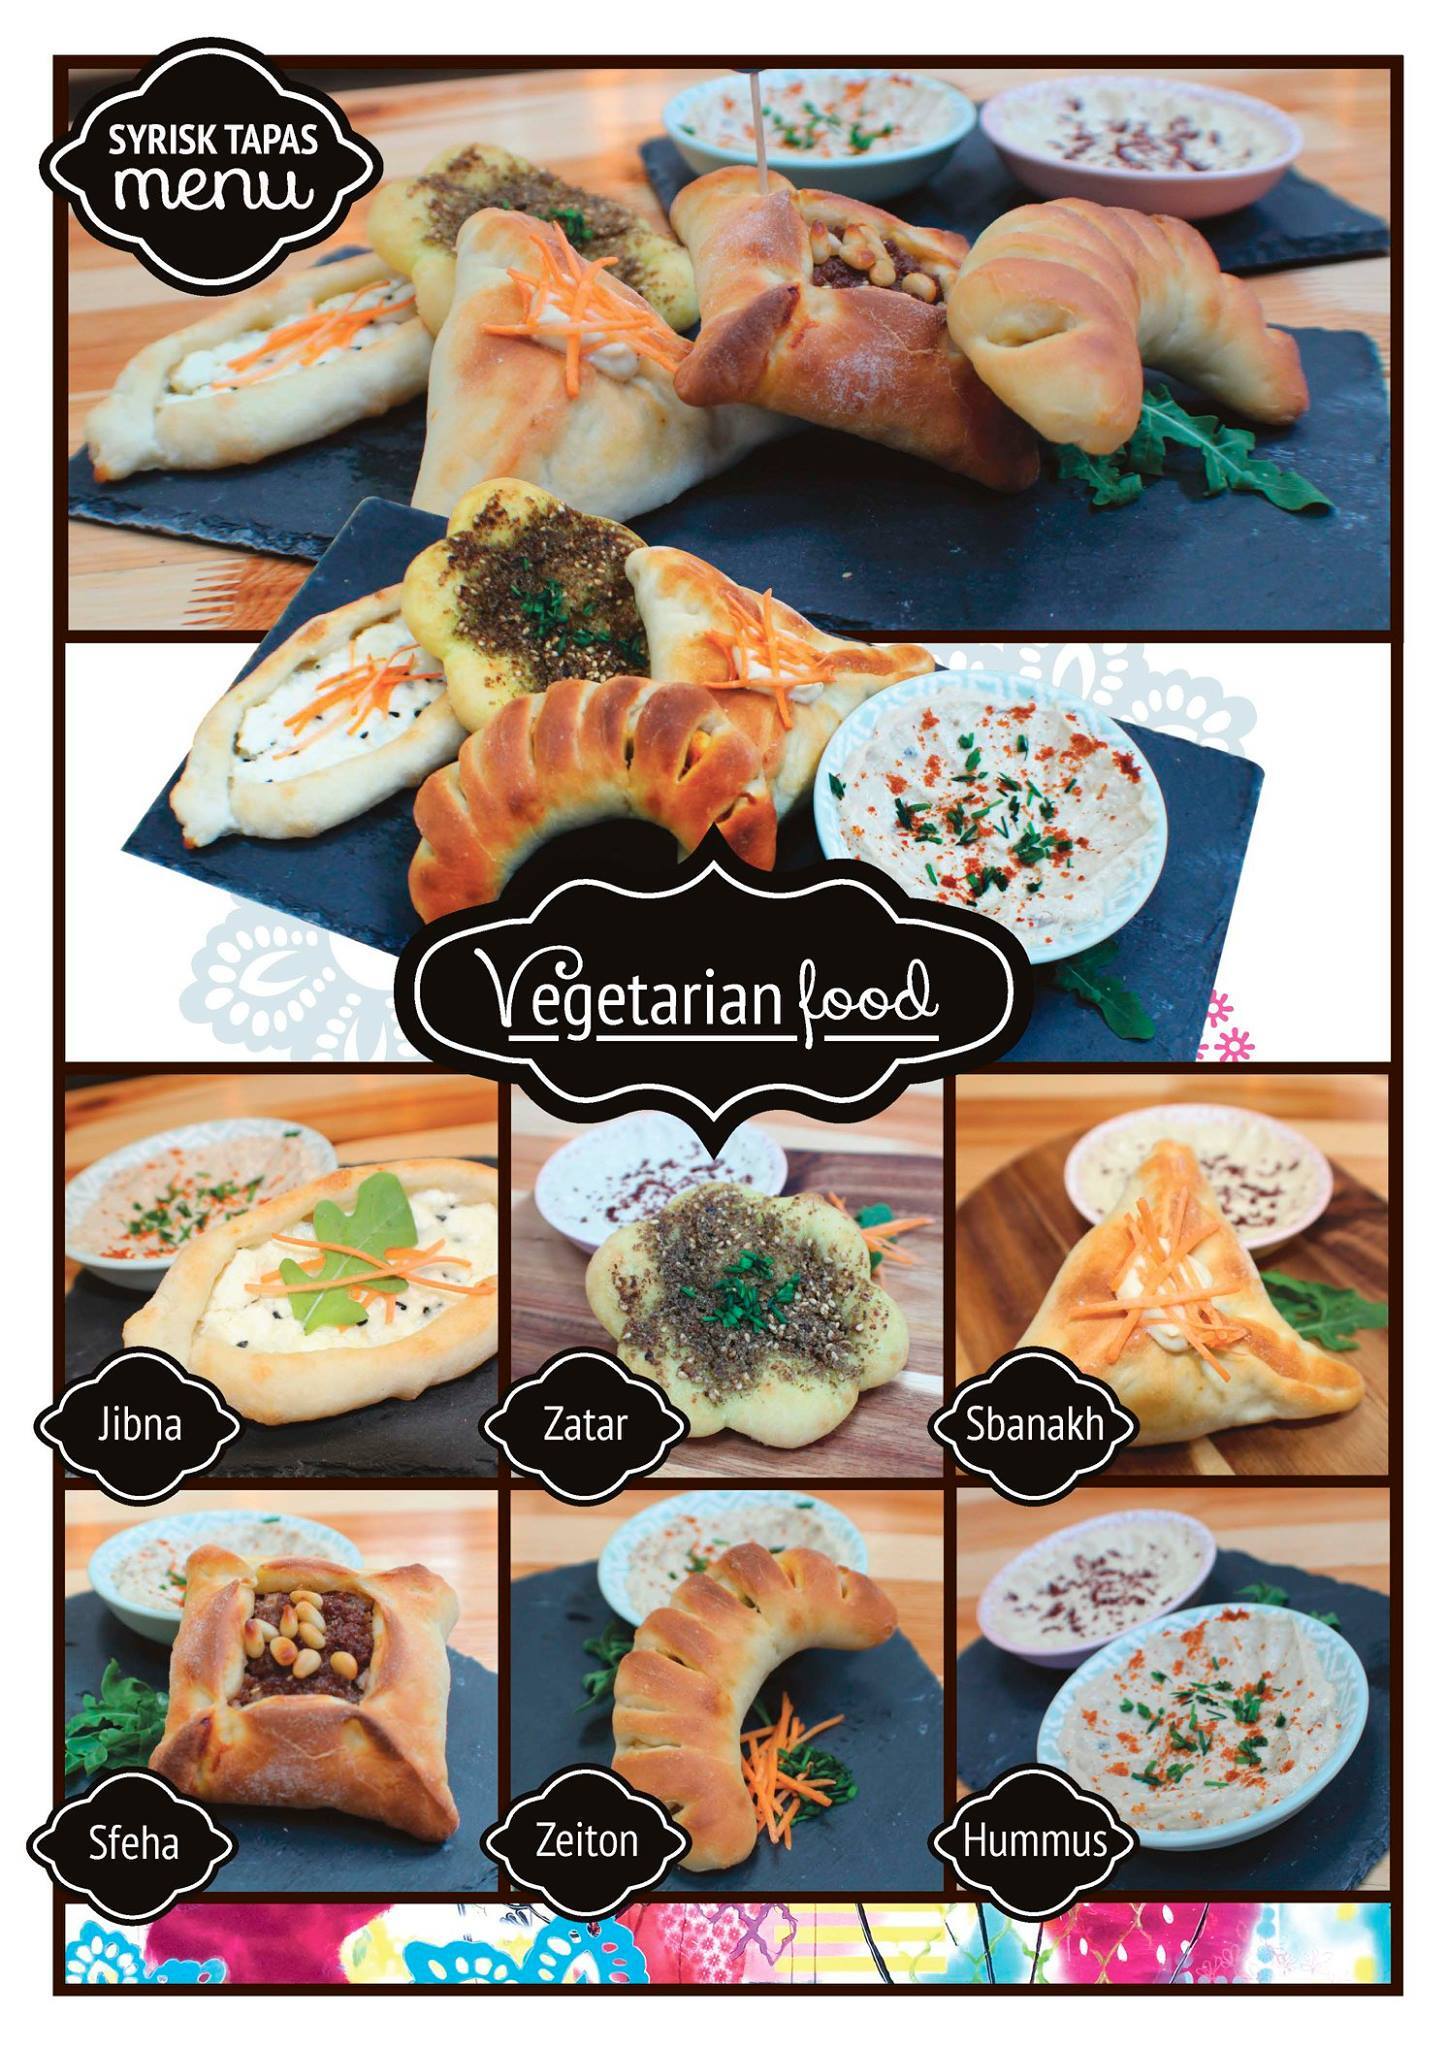 SYRISK TAPAS
menu
Vegetarian food
Jibna
Zatar
Sbanakh
Sfeha
Zeiton
Hummus